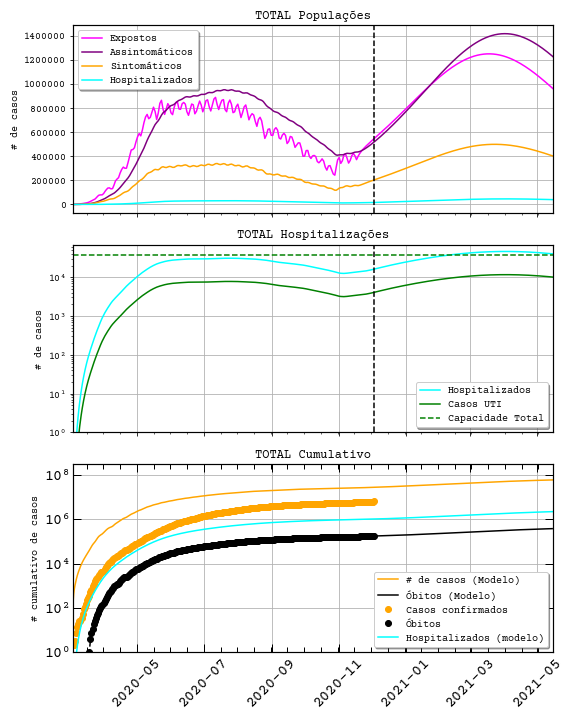 TOTAL Populações
# de casos
1400000
1200000
1000000
800000
600000
400000
200000
0
Expostos
Assintomáticos
Sintomáticos
Hospitalizados
TOTAL Hospitalizações
# de casos
10⁴
10³
10²
10¹
10⁰
Hospitalizados
Casos UTI
Capacidade Total
TOTAL Cumulativo
# cumulativo de casos
10⁸
10⁶
10⁴
10²
10⁰
# de casos (Modelo)
Óbitos (Modelo)
Casos confirmados
Óbitos
Hospitalizados (modelo)
2020-05
2020-07
2020-09
2020-11
2021-01
2021-03
2021-05